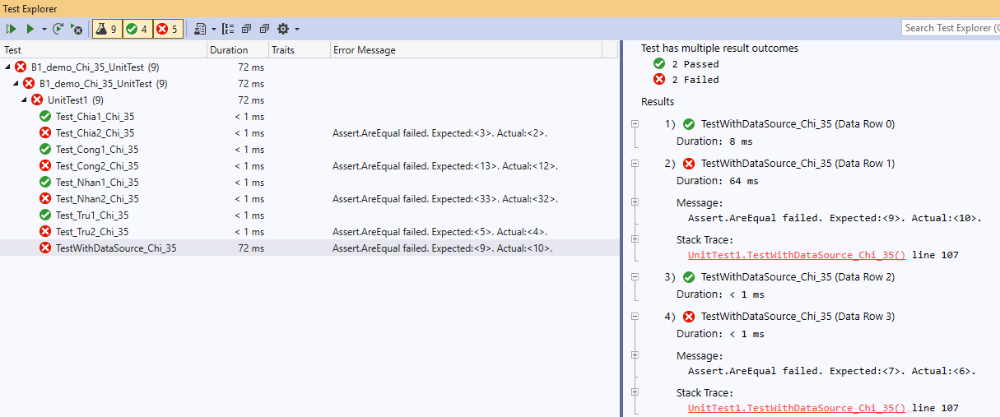 Test Explorer
9 4 5
Search Test Explorer (C
Test Duration Traits Error Message
B1_demo_Chi_35_UnitTest (9) 72 ms
B1_demo_Chi_35_UnitTest (9) 72 ms
UnitTest1 (9) 72 ms
Test_Chia1_Chi_35 < 1 ms
Test_Chia2_Chi_35 < 1 ms Assert.AreEqual failed. Expected:<3>. Actual:<2>.
Test_Cong1_Chi_35 < 1 ms
Test_Cong2_Chi_35 < 1 ms Assert.AreEqual failed. Expected:<13>. Actual:<12>.
Test_Nhan1_Chi_35 < 1 ms
Test_Nhan2_Chi_35 < 1 ms Assert.AreEqual failed. Expected:<33>. Actual:<32>.
Test_Tru1_Chi_35 < 1 ms
Test_Tru2_Chi_35 < 1 ms Assert.AreEqual failed. Expected:<5>. Actual:<4>.
TestWithDataSource_Chi_35 72 ms Assert.AreEqual failed. Expected:<9>. Actual:<10>.
Test has multiple result outcomes
2 Passed
2 Failed
Results
1) TestWithDataSource_Chi_35 (Data Row 0)
Duration: 8 ms
2) TestWithDataSource_Chi_35 (Data Row 1)
Duration: 64 ms
Message:
Assert.AreEqual failed. Expected:<9>. Actual:<10>.
Stack Trace:
UnitTest1.TestWithDataSource_Chi_35() line 107
3) TestWithDataSource_Chi_35 (Data Row 2)
Duration: < 1 ms
4) TestWithDataSource_Chi_35 (Data Row 3)
Duration: < 1 ms
Message:
Assert.AreEqual failed. Expected:<7>. Actual:<6>.
Stack Trace:
UnitTest1.TestWithDataSource_Chi_35() line 107